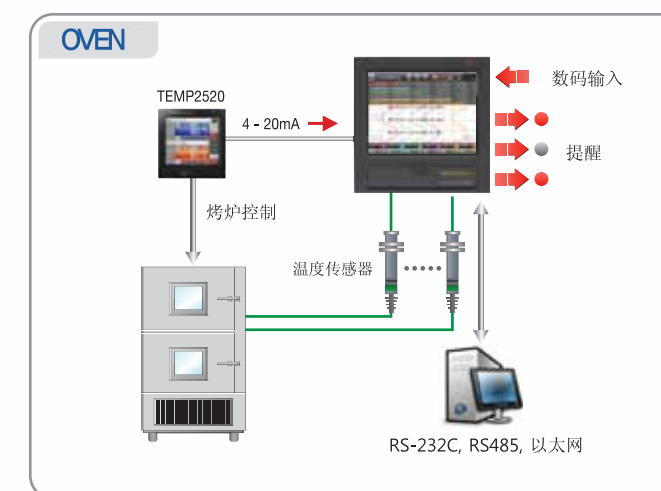 OVEN
数码输入
TEMP2520
4 - 20mA
提醒
烤炉控制
温度传感器
RS-232C, RS485, 以太网